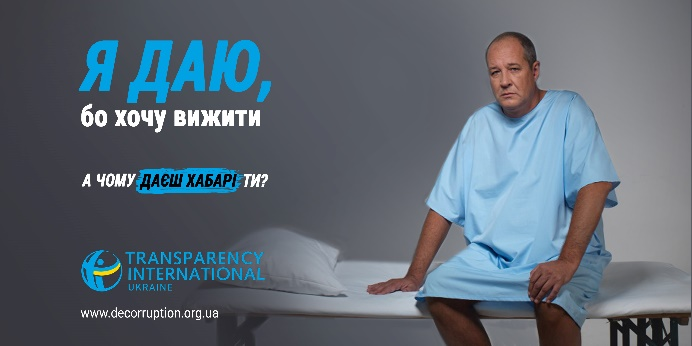 Я ДАЮ,
бо хочу вижити
А ЧОМУ ДАЄШ ХАБАРІ ТИ?
TRANSPARENCY
INTERNATIONAL
UKRAINE
www.decorruption.org.ua